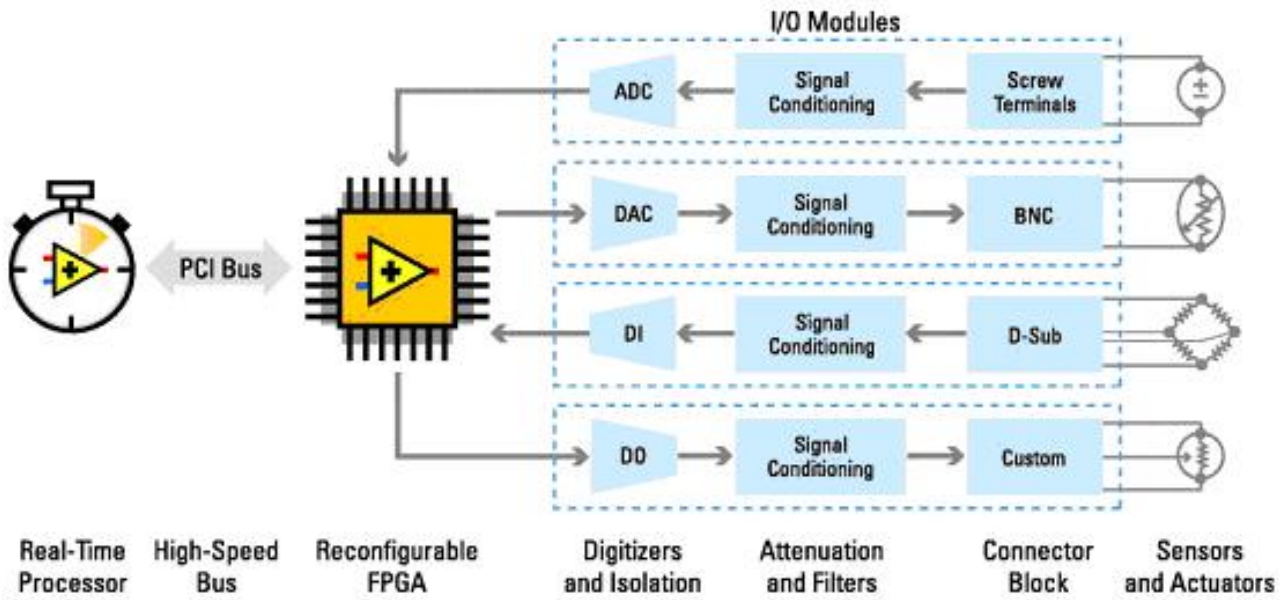 I/O Modules
ADC
Signal
Conditioning
Screw
Terminals
±
DAC
Signal
Conditioning
BNC
PCI Bus
DI
Signal
Conditioning
D-Sub
DO
Signal
Conditioning
Custom
Real-Time
Processor
High-Speed
Bus
Reconfigurable
FPGA
Digitizers
and Isolation
Attenuation
and Filters
Connector
Block
Sensors
and Actuators